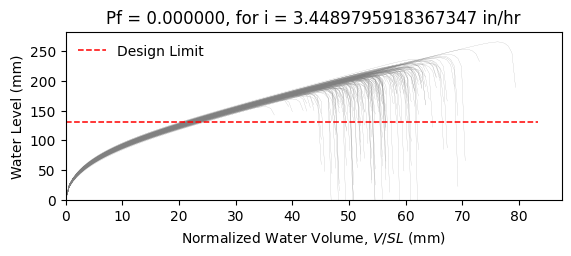 Pf = 0.000000, for i = 3.4489795918367347 in/hr
Water Level (mm)
250
200
150
100
50
0
Design Limit
0 10 20 30 40 50 60 70 80
Normalized Water Volume, V/SL (mm)